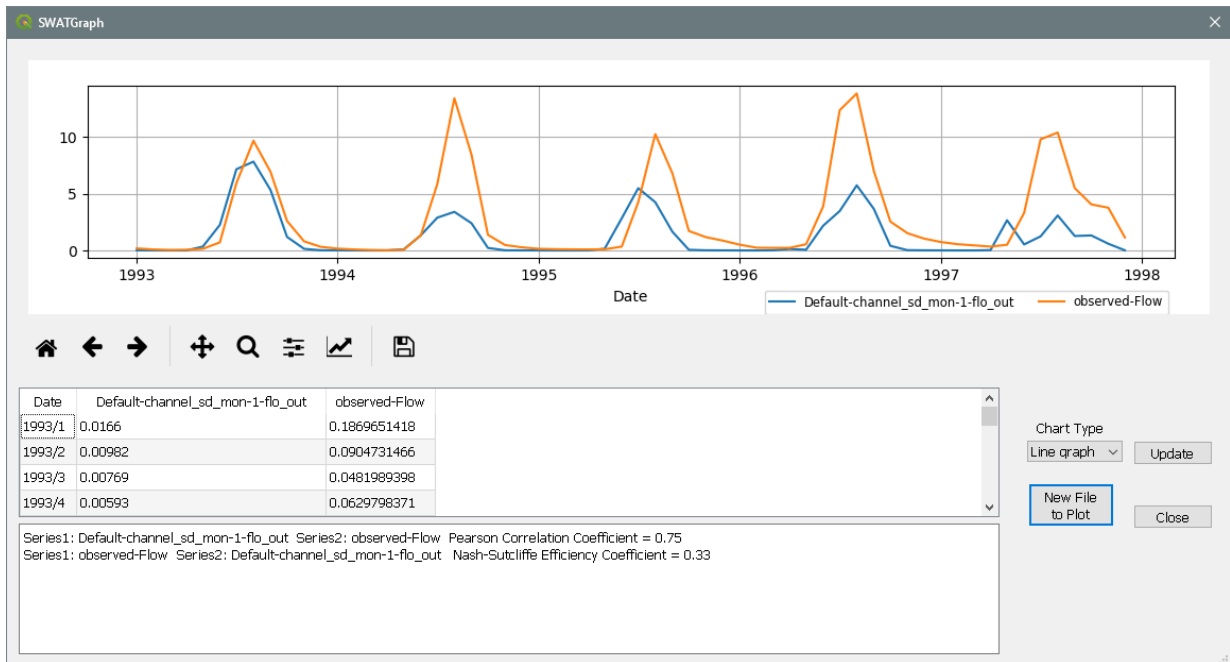 SWATGraph
10
5
0
1993 1994 1995 1996 1997 1998
Date
Default-channel_sd_mon-1-flo_out observed-Flow
Date Default-channel_sd_mon-1-flo_out observed-Flow
1993/1 0.0166 0.1869651418
1993/2 0.00982 0.0904731466
1993/3 0.00769 0.0481989398
1993/4 0.00593 0.0629798371
Chart Type
Line graph Update
New File
to Plot
Close
Series1: Default-channel_sd_mon-1-flo_out Series2: observed-Flow Pearson Correlation Coefficient = 0.75
Series1: observed-Flow Series2: Default-channel_sd_mon-1-flo_out Nash-Sutcliffe Efficiency Coefficient = 0.33